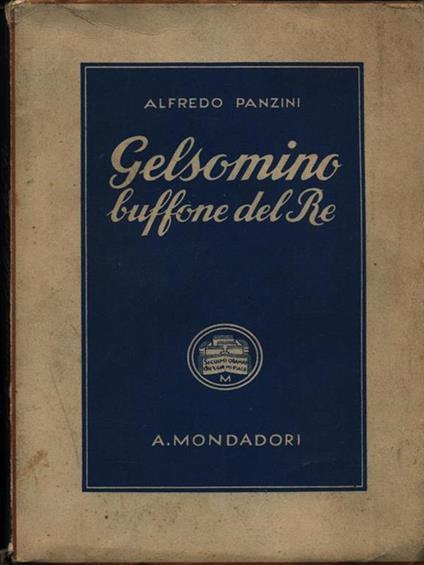 ALFREDO PANZINI
Gelsomino
buffone del Re
M
A. MONDADORI